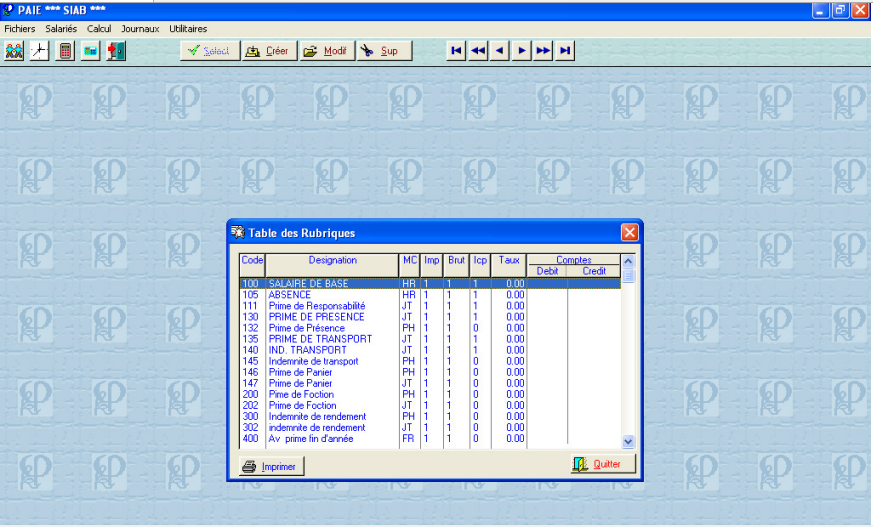 PAIE *** SIAB ***
Fichiers Salariés Calcul Journaux Utilitaires
Sélect Créer Modif Sup
Table des Rubriques
Code Designation MC Imp Brut Icp Taux Comptes
Debit Credit
100 SALAIRE DE BASE HR 1 1 1 0.00
105 ABSENCE HR 1 1 1 0.00
111 Prime de Responsabilité JT 1 1 1 0.00
130 PRIME DE PRESENCE JT 1 1 1 0.00
132 Prime de Présence PH 1 1 0 0.00
135 PRIME DE TRANSPORT JT 1 1 1 0.00
140 IND. TRANSPORT JT 1 1 1 0.00
145 Indemnite de transport PH 1 1 0 0.00
146 Prime de Panier PH 1 1 0 0.00
147 Prime de Panier JT 1 1 0 0.00
200 Pime de Foction PH 1 1 0 0.00
202 Prime de Foction JT 1 1 0 0.00
300 Indemnite de rendement PH 1 1 0 0.00
302 indemnite de rendement JT 1 1 0 0.00
400 Av prime fin d'année FR 1 1 0 0.00
Imprimer Quitter